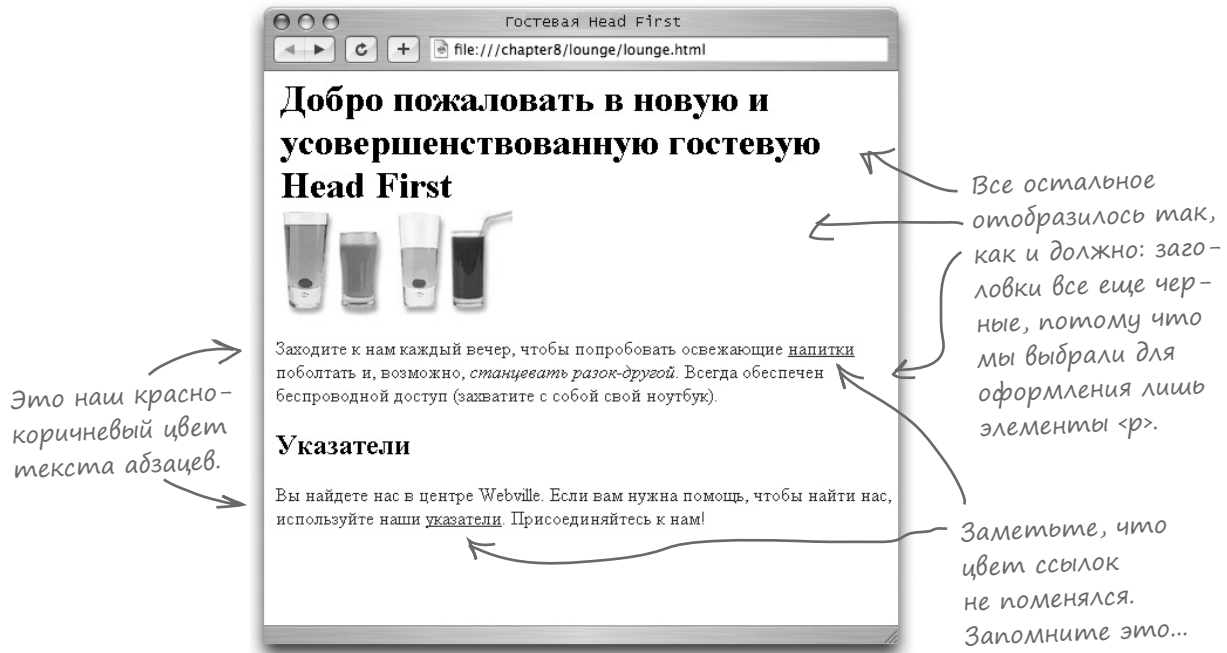 Гостевая Head First
file:///chapter8/lounge/lounge.html
Добро пожаловать в новую и
усовершенствованную гостевую
Head First
Заходите к нам каждый вечер, чтобы попробовать освежающие напитки
поболтать и, возможно, станцевать разок-другой. Всегда обеспечен
беспроводной доступ (захватите с собой свой ноутбук).
Указатели
Вы найдете нас в центре Webville. Если вам нужна помощь, чтобы найти нас,
используйте наши указатели. Присоединяйтесь к нам!
Это наш красно-
коричневый цвет
текста абзацев.
Все остальное
отобразилось так,
как и должно: заго-
ловки все еще чер-
ные, потому что
мы выбрали для
оформления лишь
элементы <p>.
Заметьте, что
цвет ссылок
не поменялся.
Запомните это...